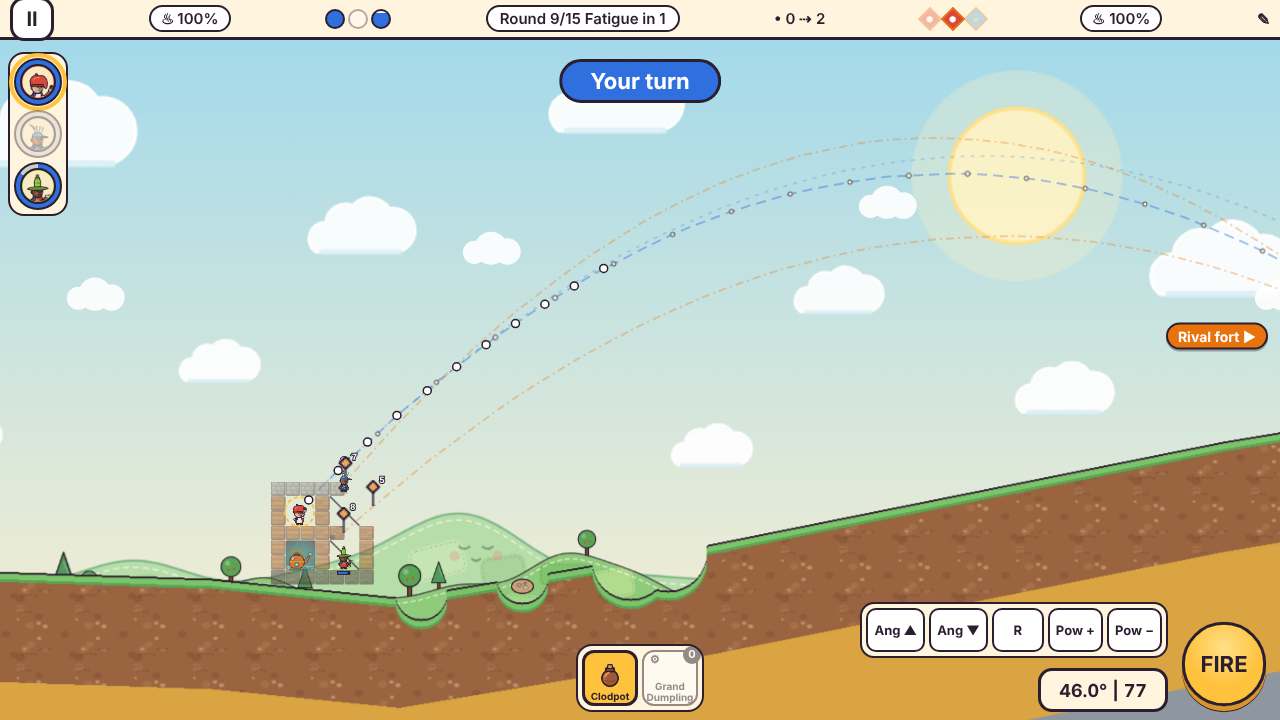 100%
Round 9/15 Fatigue in 1
• 0 ⇢ 2
100%
Your turn
Rival fort ▶
7
5
8
Ang ▲
Ang ▼
R
Pow +
Pow −
FIRE
46.0° | 77
Clodpot
0
Grand
Dumpling